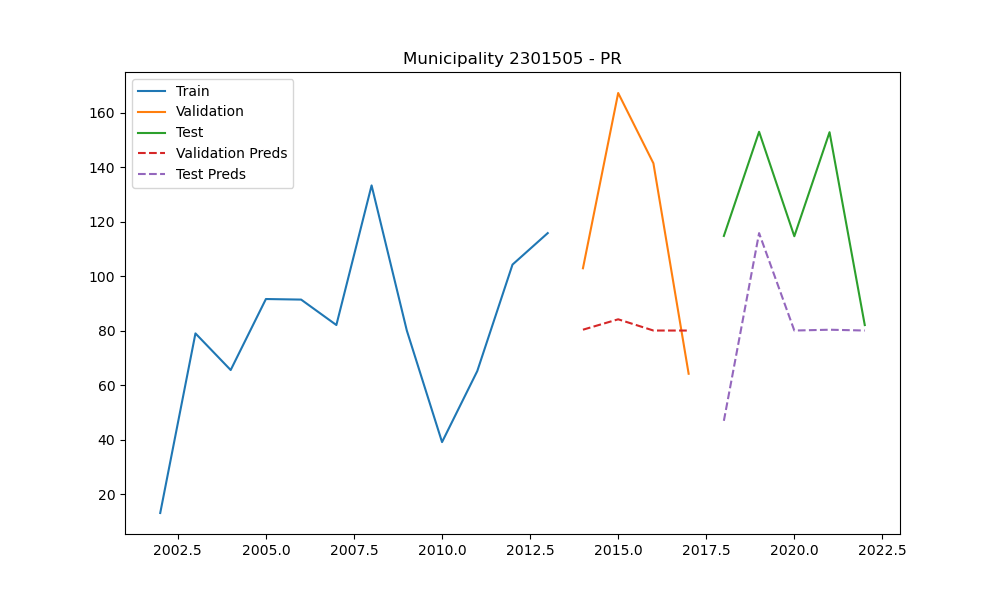 Municipality 2301505 - PR
Train
Validation
Test
Validation Preds
Test Preds
160
140
120
100
80
60
40
20
2002.5 2005.0 2007.5 2010.0 2012.5 2015.0 2017.5 2020.0 2022.5